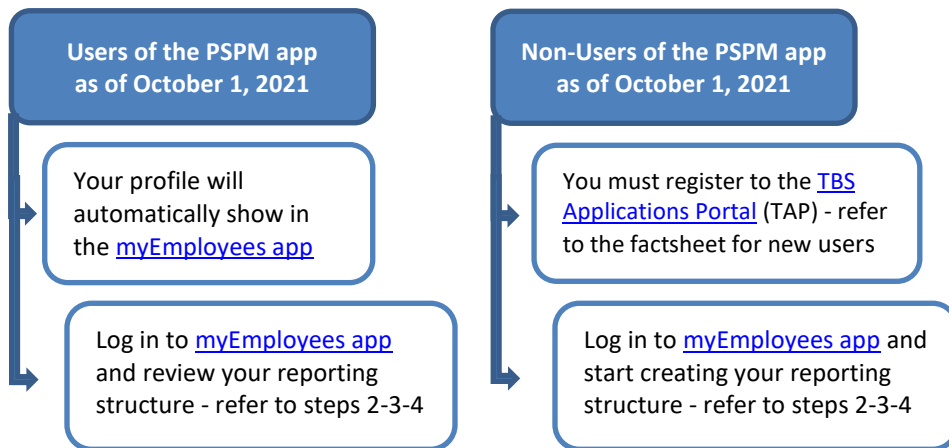 Users of the PSPM app
as of October 1, 2021
Your profile will
automatically show in
the myEmployees app
Log in to myEmployees app
and review your reporting
structure - refer to steps 2-3-4
Non-Users of the PSPM app
as of October 1, 2021
You must register to the TBS
Applications Portal (TAP) - refer
to the factsheet for new users
Log in to myEmployees app and
start creating your reporting
structure - refer to steps 2-3-4